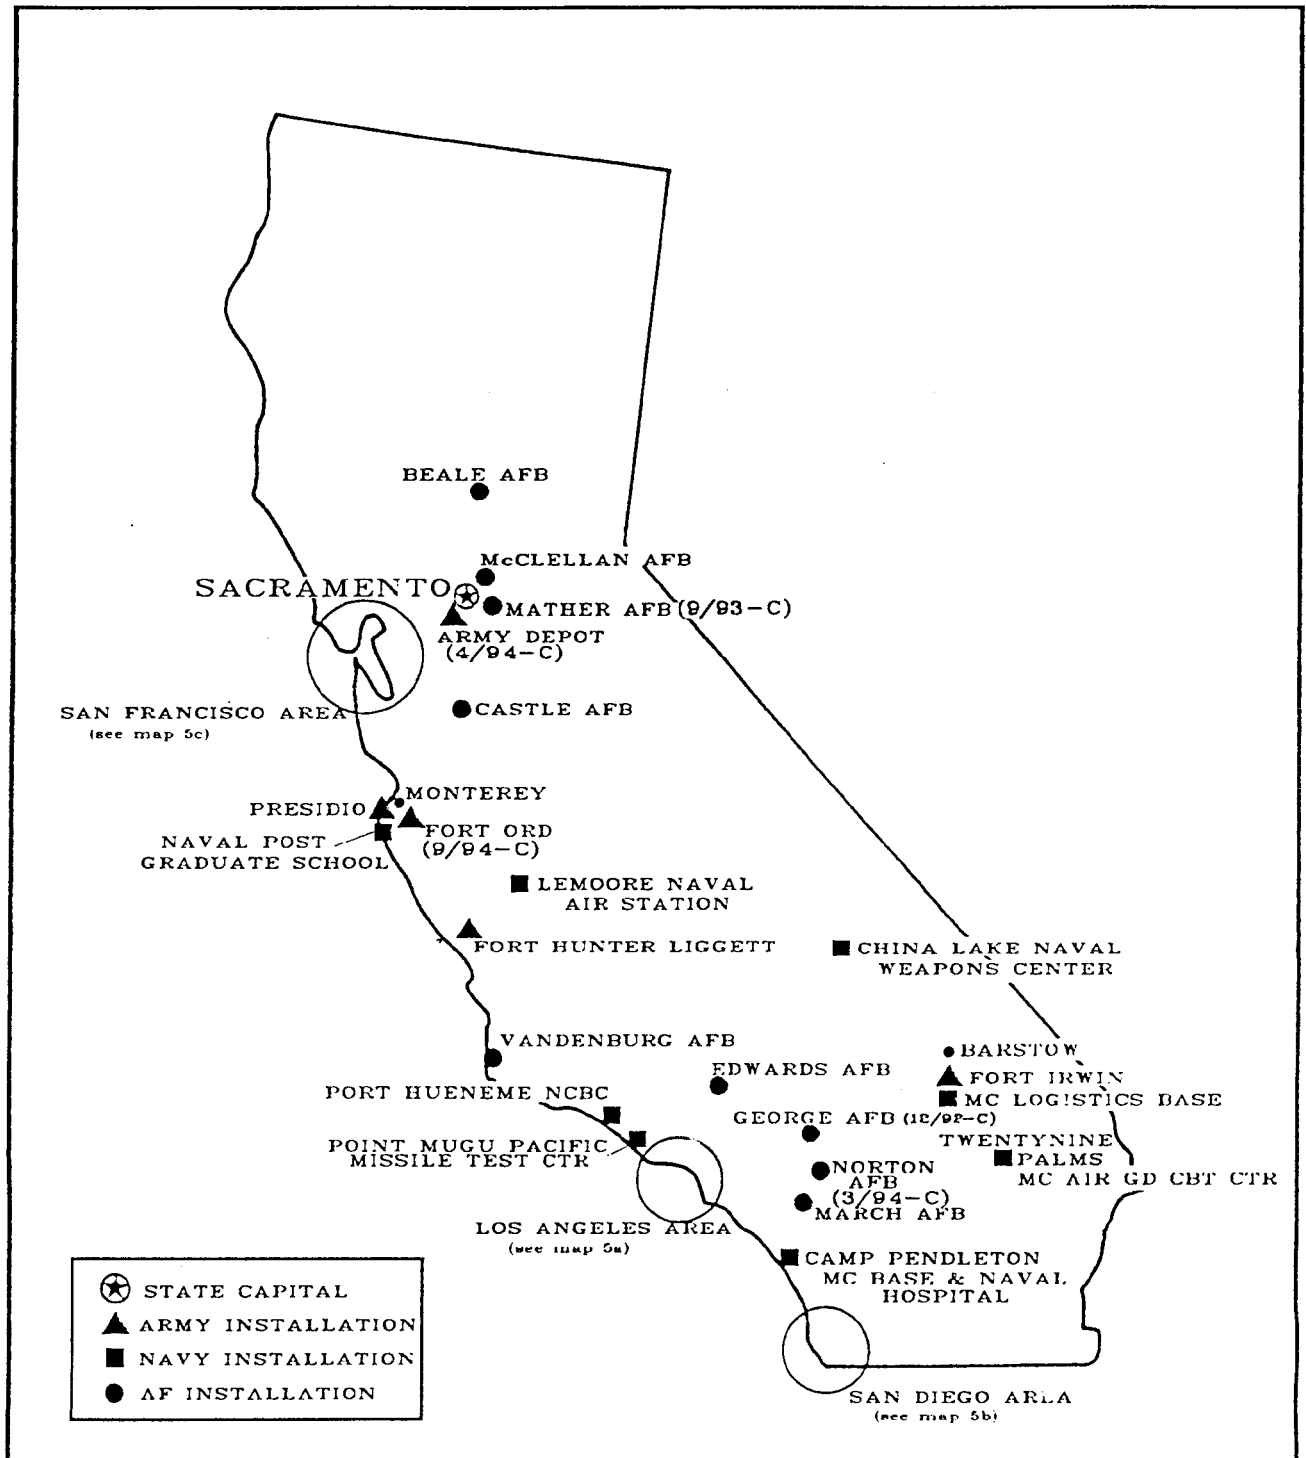 BEALE AFB
McCLELLAN AFB
SACRAMENTO
MATHER AFB (9/93-C)
ARMY DEPOT
(4/94-C)
SAN FRANCISCO AREA
(see map 5c)
CASTLE AFB
MONTEREY
PRESIDIO
FORT ORD
(9/94-C)
NAVAL POST
GRADUATE SCHOOL
LEMOORE NAVAL
AIR STATION
FORT HUNTER LIGGETT
CHINA LAKE NAVAL
WEAPONS CENTER
VANDENBURG AFB
BARSTOW
EDWARDS AFB
FORT IRWIN
PORT HUENEME NCBC
MC LOGISTICS BASE
GEORGE AFB (12/92-C)
POINT MUGU PACIFIC
MISSILE TEST CTR
TWENTYNINE
PALMS
MC AIR GD CBT CTR
NORTON
AFB
(3/94-C)
MARCH AFB
LOS ANGELES AREA
(see map 5a)
CAMP PENDLETON
MC BASE & NAVAL
HOSPITAL
STATE CAPITAL
ARMY INSTALLATION
NAVY INSTALLATION
AF INSTALLATION
SAN DIEGO AREA
(see map 5b)